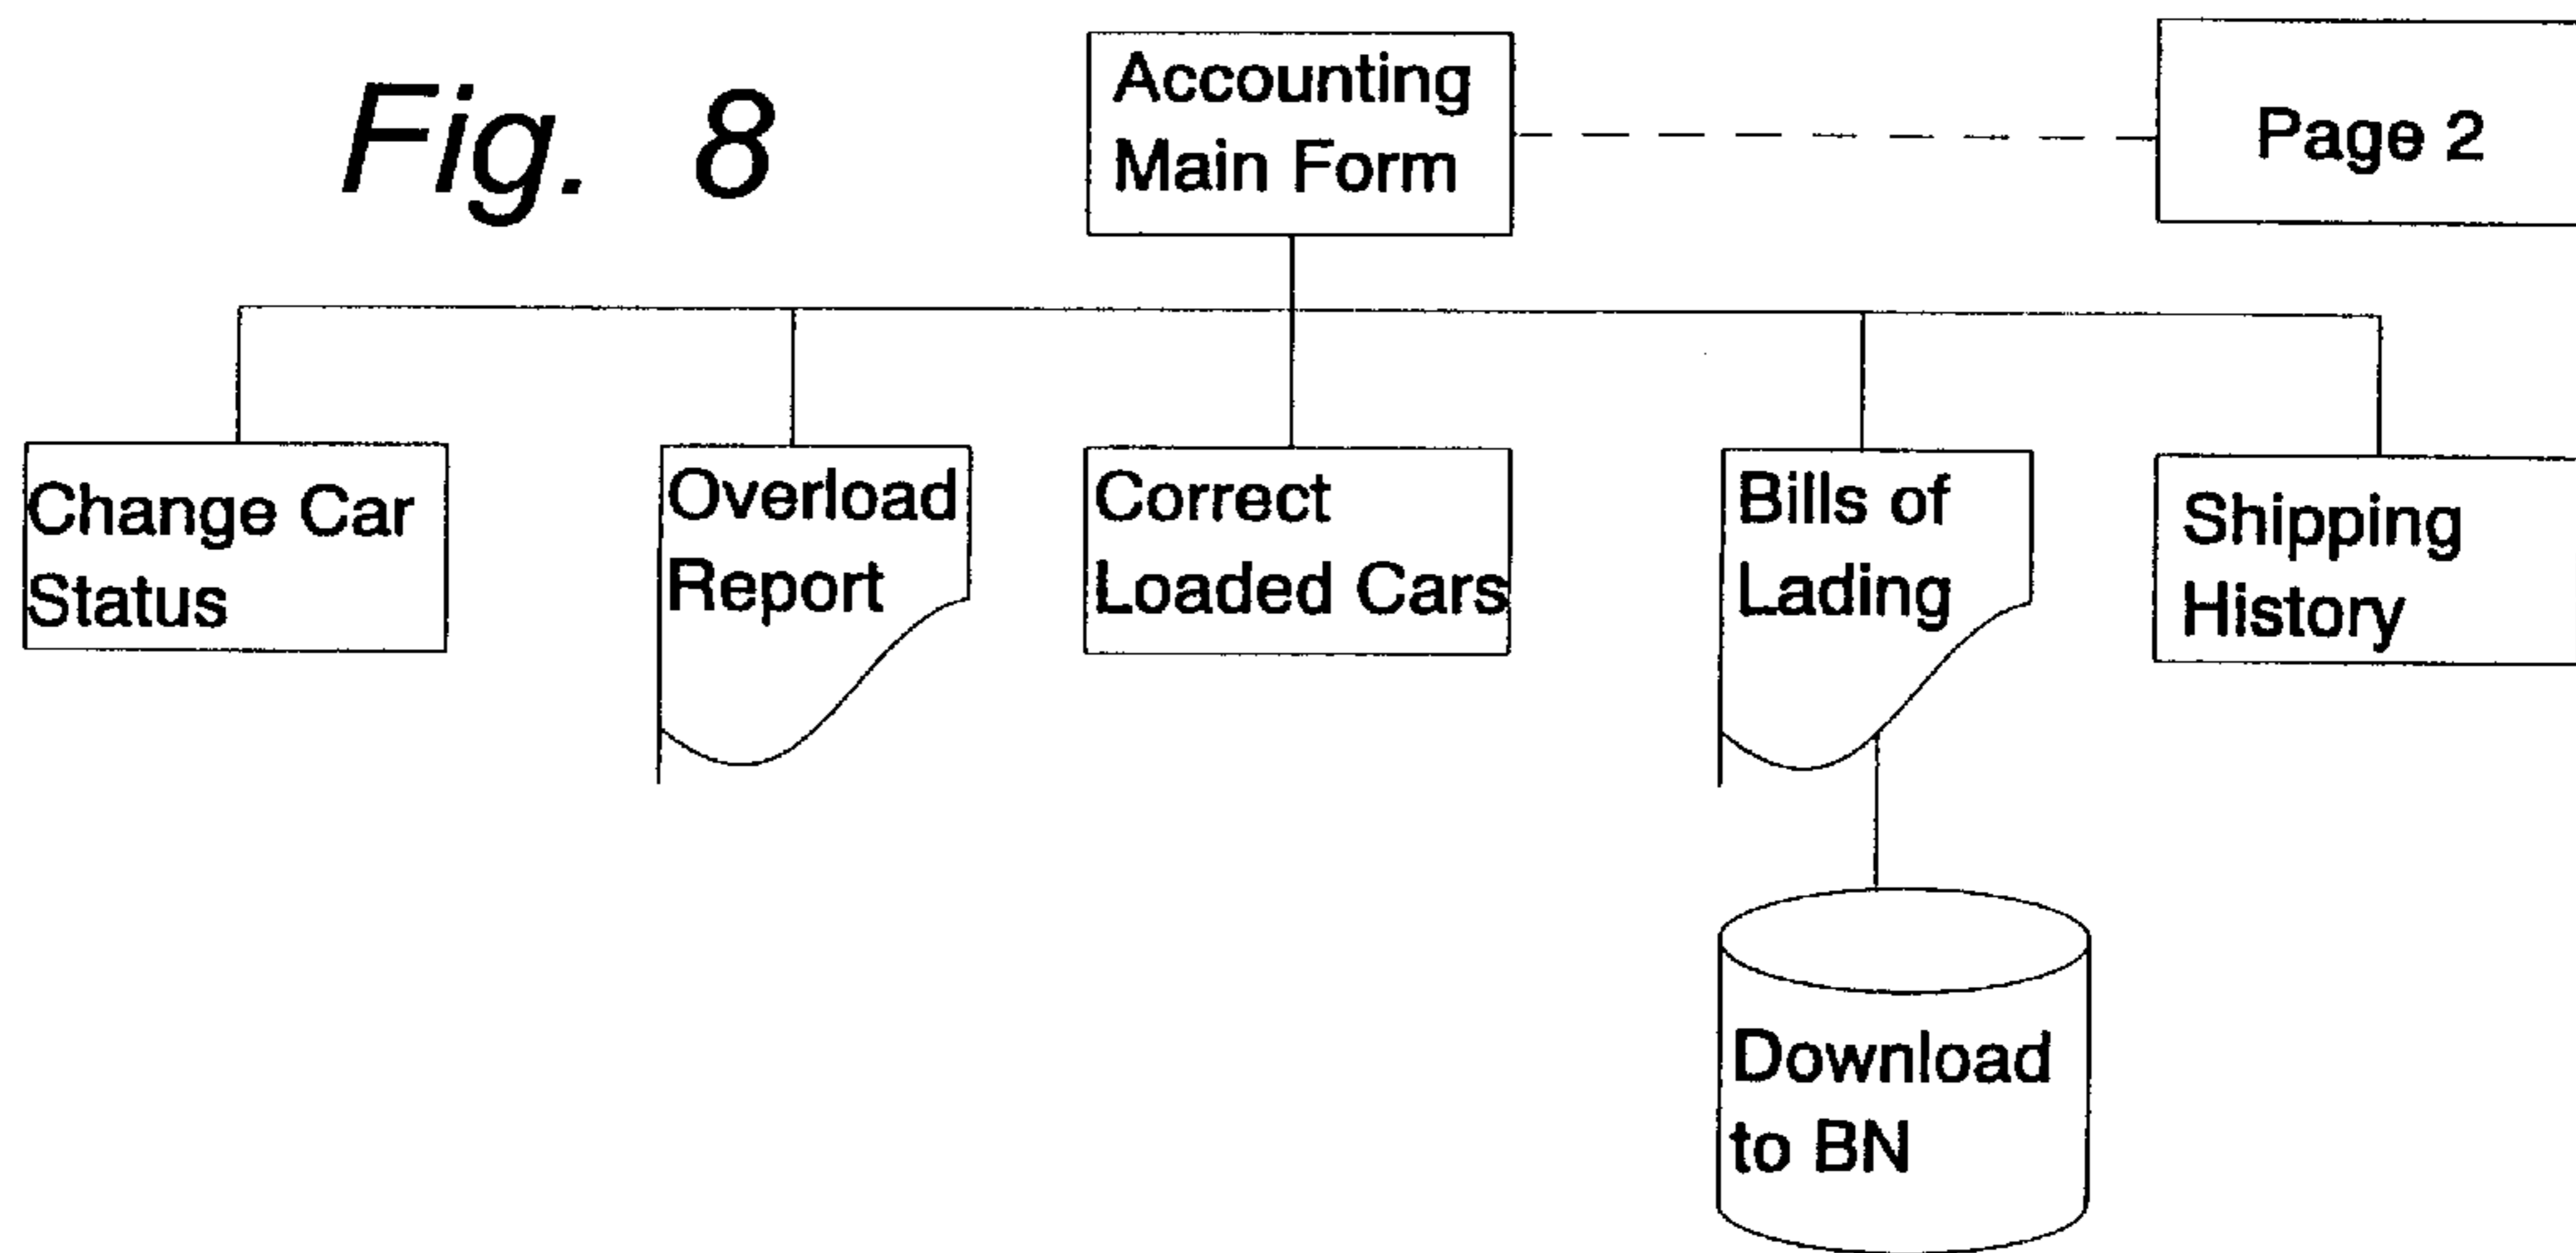 Fig. 8
Accounting
Main Form
Page 2
Change Car
Status
Overload
Report
Correct
Loaded Cars
Bills of
Lading
Shipping
History
Download
to BN